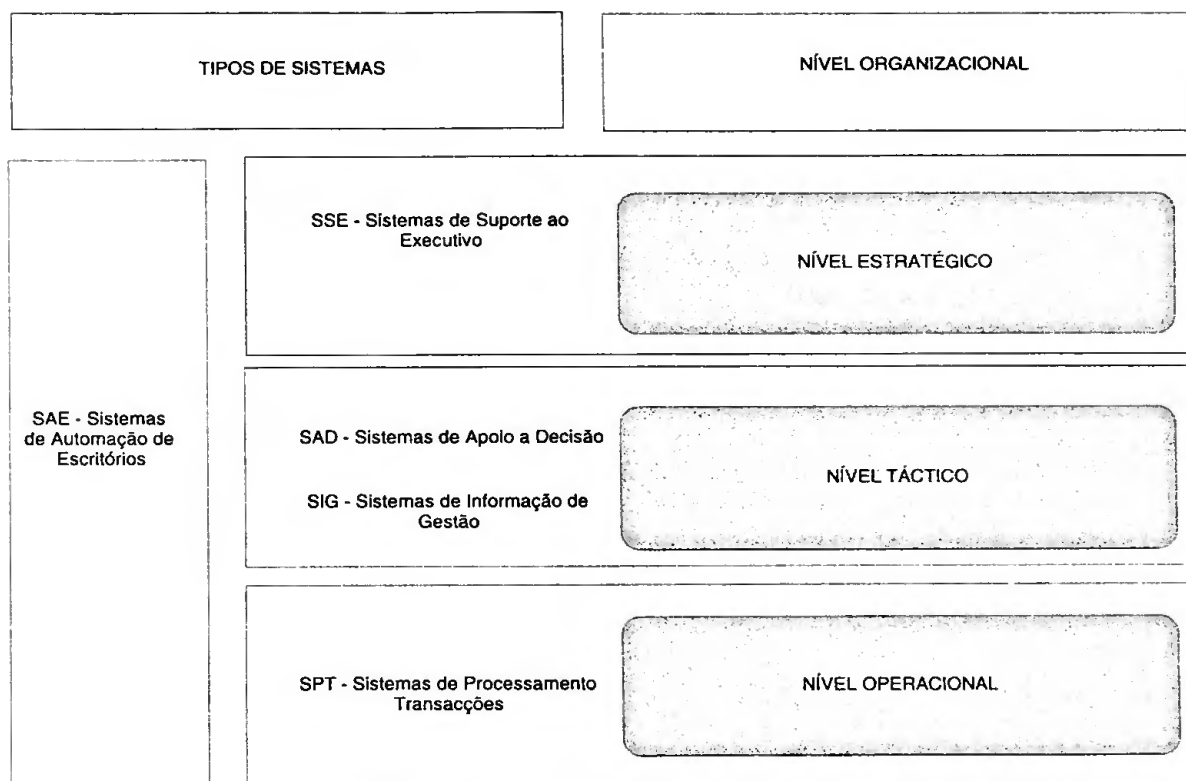 TIPOS DE SISTEMAS
NÍVEL ORGANIZACIONAL
SSE - Sistemas de Suporte ao
Executivo
NÍVEL ESTRATÉGICO
SAE - Sistemas
de Automação de
Escritórios
SAD - Sistemas de Apoio a Decisão
SIG - Sistemas de Informação de
Gestão
NÍVEL TÁCTICO
SPT - Sistemas de Processamento
Transacções
NÍVEL OPERACIONAL